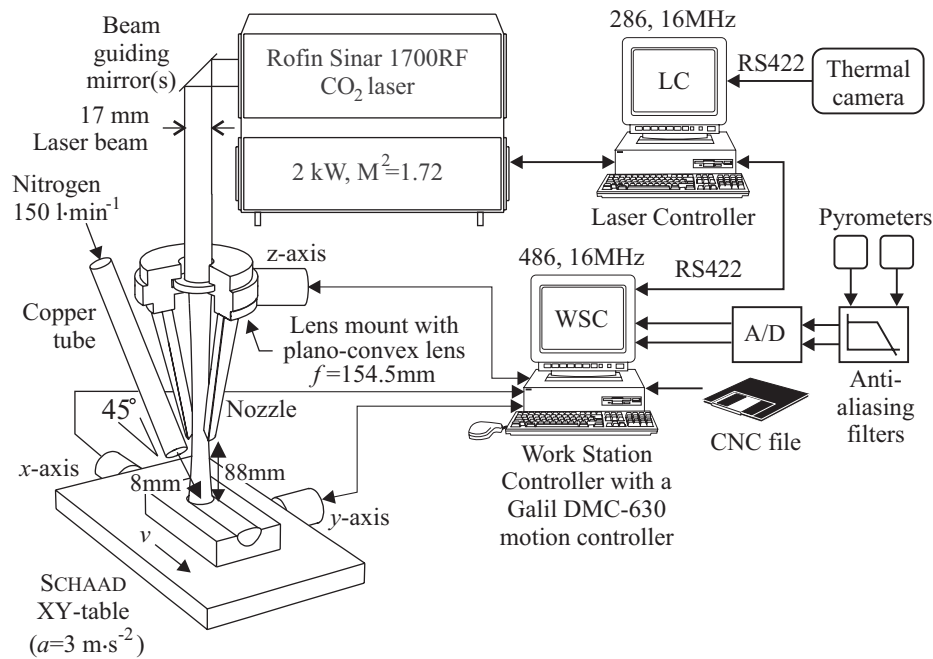 Beam
guiding
mirror(s)
17 mm
Laser beam
Rofin Sinar 1700RF
CO2 laser
2 kW, M²=1.72
286, 16MHz
LC
RS422
Thermal
camera
Laser Controller
Nitrogen
150 l·min⁻¹
Copper
tube
z-axis
Lens mount with
plano-convex lens
f=154.5mm
Nozzle
45°
8mm
88mm
x-axis
y-axis
v
SCHAAD
XY-table
(a=3 m·s⁻²)
486, 16MHz
WSC
RS422
Pyrometers
A/D
Anti-
aliasing
filters
CNC file
Work Station
Controller with a
Galil DMC-630
motion controller